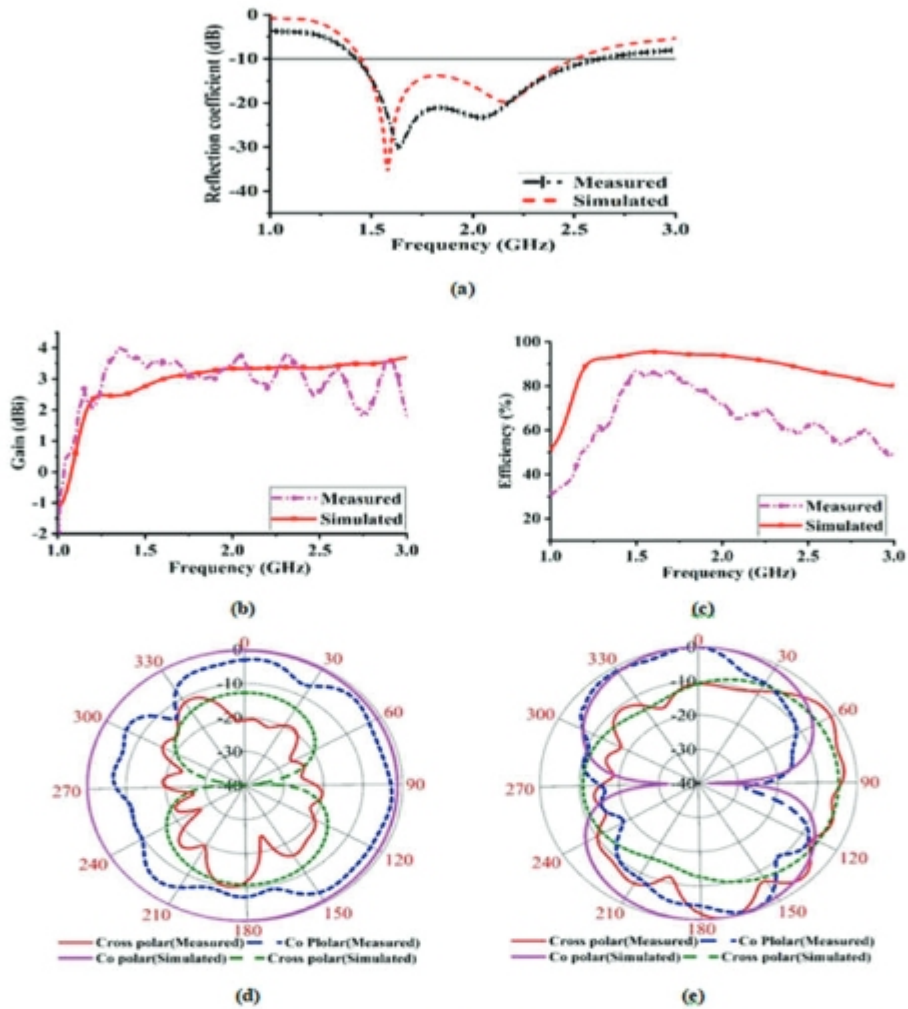 0
-10
-20
-30
-40
Reflection coefficient (dB)
Measured
Simulated
1.0 1.5 2.0 2.5 3.0
Frequency (GHz)
(a)
4
3
2
1
0
-1
-2
Gain (dBi)
Measured
Simulated
1.0 1.5 2.0 2.5 3.0
Frequency (GHz)
(b)
100
80
60
40
20
Efficiency (%)
Measured
Simulated
1.0 1.5 2.0 2.5 3.0
Frequency (GHz)
(c)
0
330 30
300 60
270 90
240 120
210 150
180
0
-10
-20
-30
-40
Cross polar(Measured) Co Plolar(Measured)
Co polar(Simulated) Cross polar(Simulated)
(d)
0
330 30
300 60
270 90
240 120
210 150
180
0
-10
-20
-30
-40
Cross polar(Measured) Co Plolar(Measured)
Co polar(Simulated) Cross polar(Simulated)
(e)